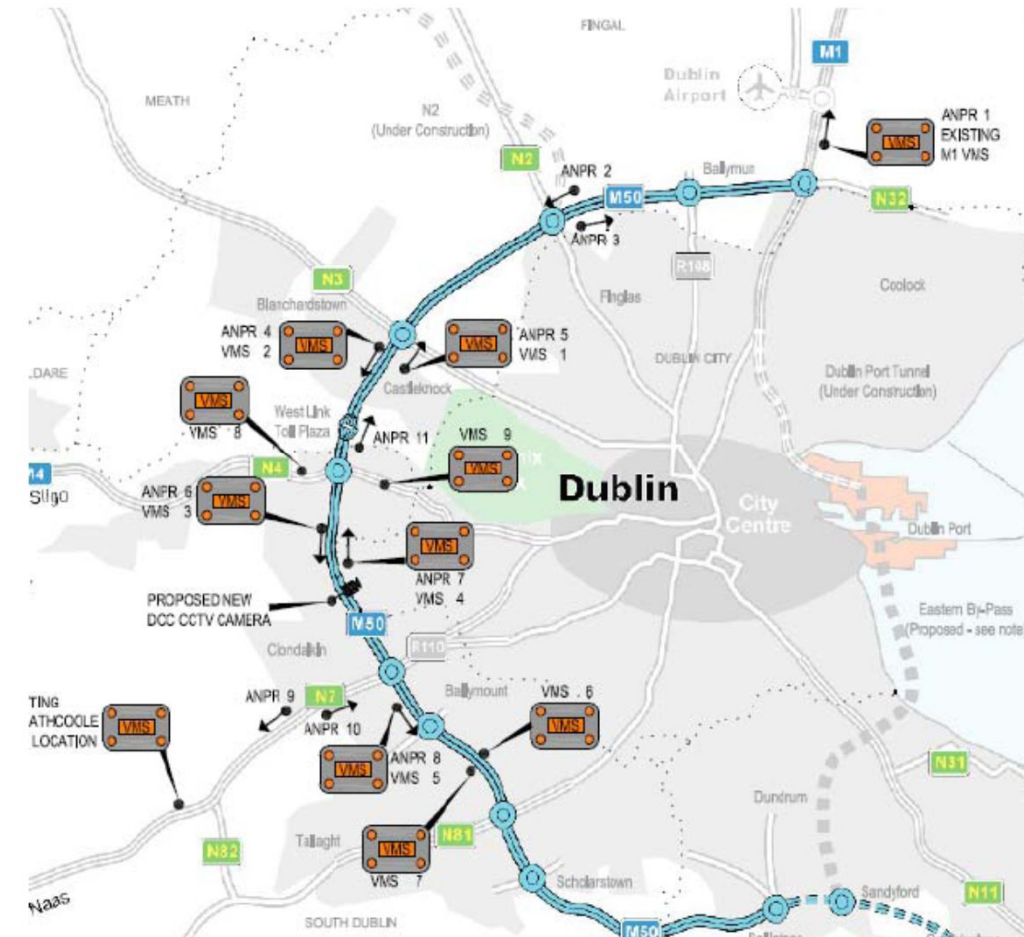 FINGAL
M1
Dublin
Airport
MEATH
N2
(Under Construction)
ANPR 1
EXISTING
M1 VMS
VMS
N2
ANPR 2
Ballymun
M50
N32
ANPR 3
R108
N3
Blanchardstown
Finglas
Coolock
ANPR 4
VMS 2
VMS
VMS
ANPR 5
VMS 1
DUBLIN CITY
Castleknock
Dublin Port Tunnel
(Under Construction)
VMS
VMS 8
West Link
Toll Plaza
ANPR 11
VMS 9
VMS
N4
Dublin
City
Centre
ANPR 6
VMS 3
VMS
Dublin Port
VMS
ANPR 7
VMS 4
PROPOSED NEW
DCC CCTV CAMERA
M50
Eastern By-Pass
(Proposed - see note
Clondalkin
R110
ANPR 9
N7
Ballymount
VMS 6
VMS
ANPR 10
VMS
LOCATION
VMS
ANPR 8
VMS 5
N31
Dundrum
Tallaght
N81
N82
VMS
VMS 7
Scholarstown
Sandyford
N11
Naas
SOUTH DUBLIN
M50